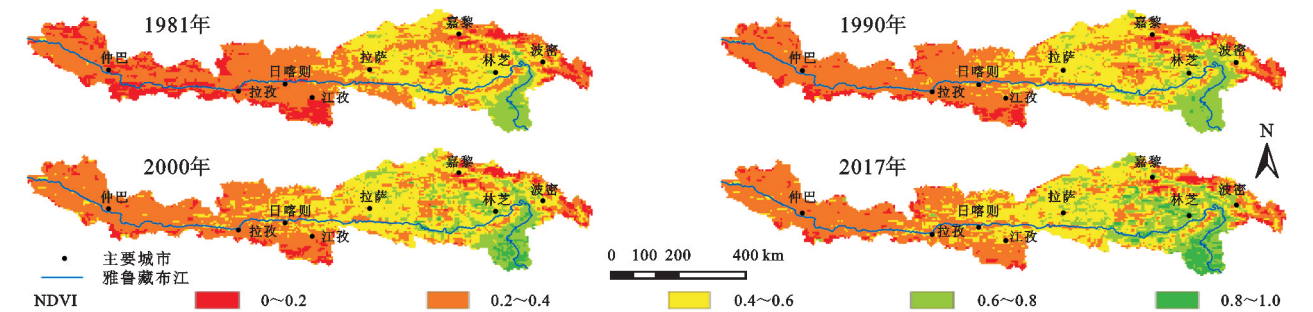 1981年
嘉黎
波密
仲巴
日喀则
拉萨
林芝
拉孜
江孜
1990年
嘉黎
波密
仲巴
日喀则
拉萨
林芝
拉孜
江孜
N
2000年
嘉黎
波密
仲巴
日喀则
拉萨
林芝
拉孜
江孜
2017年
嘉黎
波密
仲巴
日喀则
拉萨
林芝
拉孜
江孜
主要城市
雅鲁藏布江
0 100 200 400 km
NDVI 0～0.2 0.2～0.4 0.4～0.6 0.6～0.8 0.8～1.0